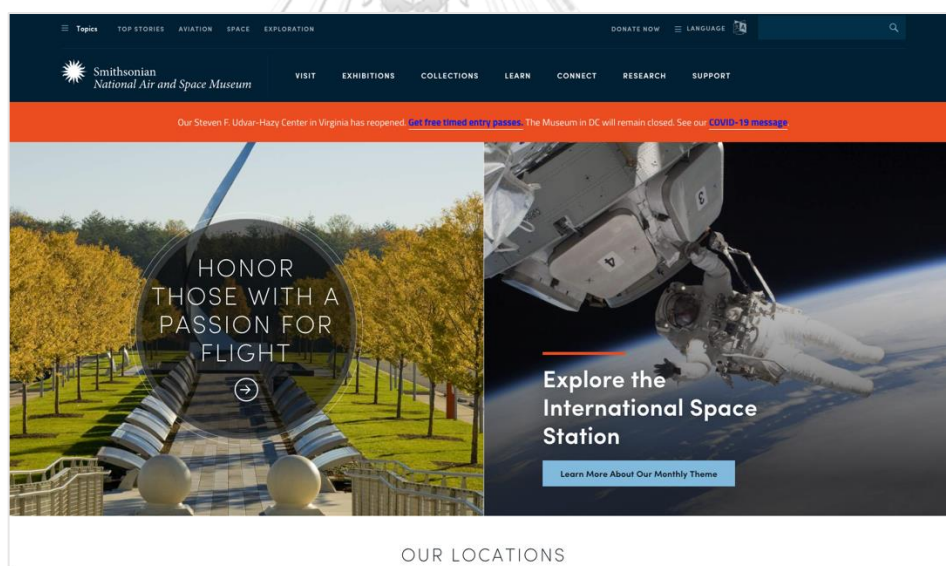 Topics TOP STORIES AVIATION SPACE EXPLORATION DONATE NOW LANGUAGE
Smithsonian
National Air and Space Museum
VISIT EXHIBITIONS COLLECTIONS LEARN CONNECT RESEARCH SUPPORT
Our Steven F. Udvar-Hazy Center in Virginia has reopened. Get free timed entry passes. The Museum in DC will remain closed. See our COVID-19 message
HONOR
THOSE WITH A
PASSION FOR
FLIGHT
3
4
Explore the
International Space
Station
Learn More About Our Monthly Theme
OUR LOCATIONS